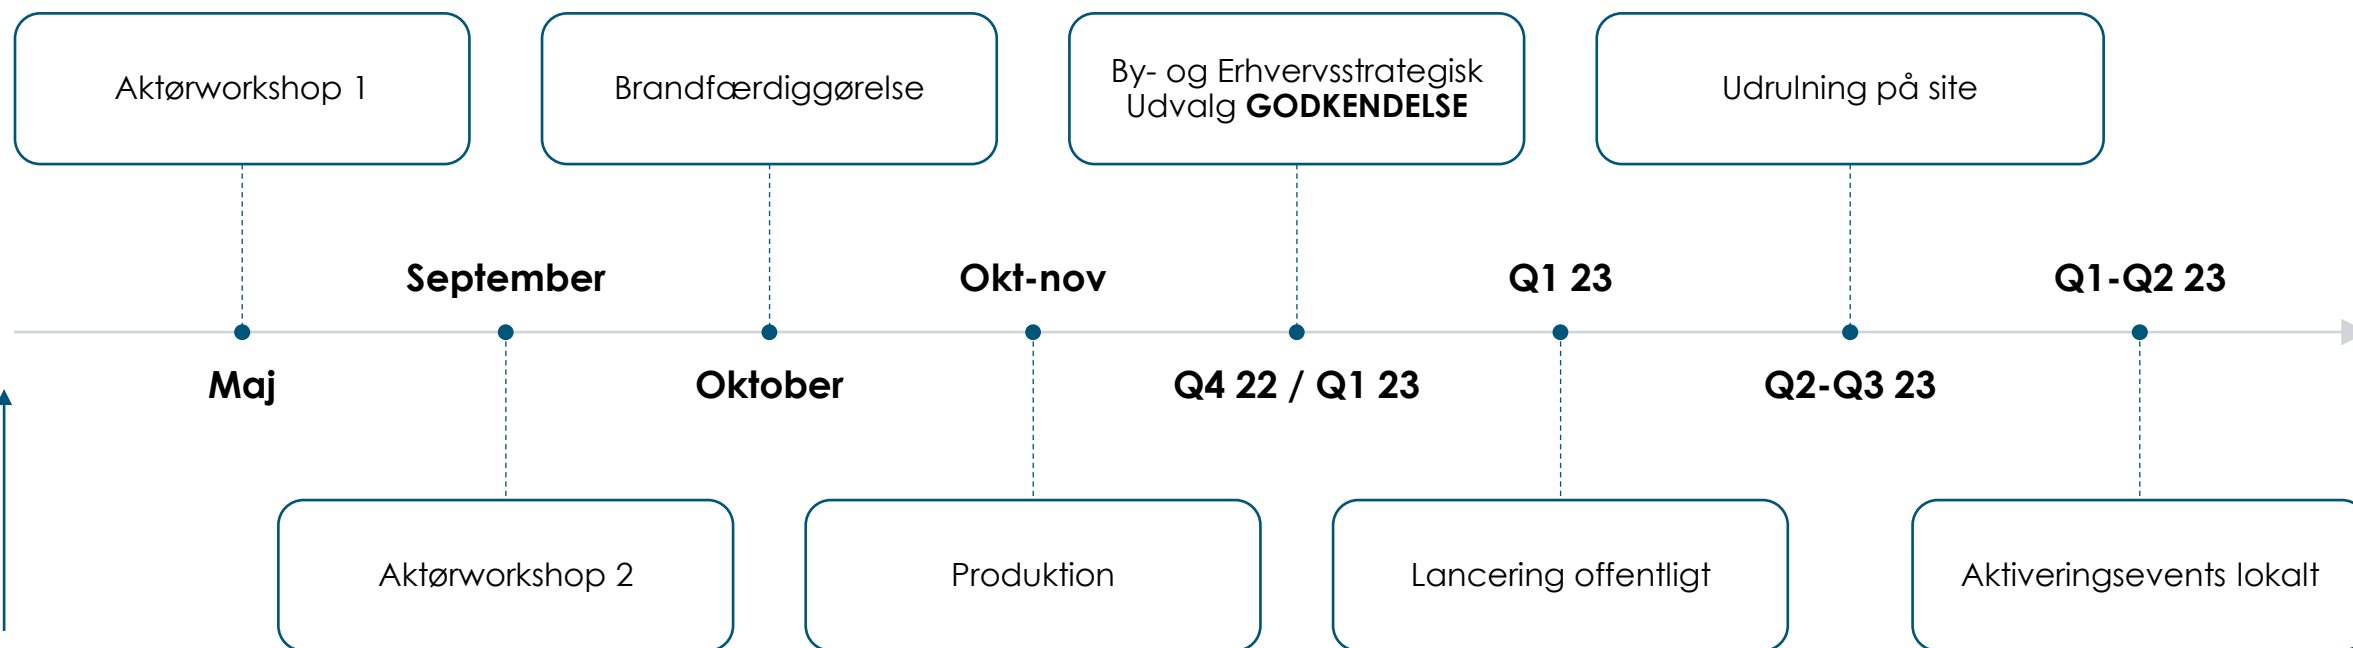 Aktørworkshop 1
Brandfærdiggørelse
By- og Erhvervsstrategisk
Udvalg GODKENDELSE
Udrulning på site
September
Okt-nov
Q1 23
Q1-Q2 23
Maj
Oktober
Q4 22 / Q1 23
Q2-Q3 23
Aktørworkshop 2
Produktion
Lancering offentligt
Aktiveringsevents lokalt